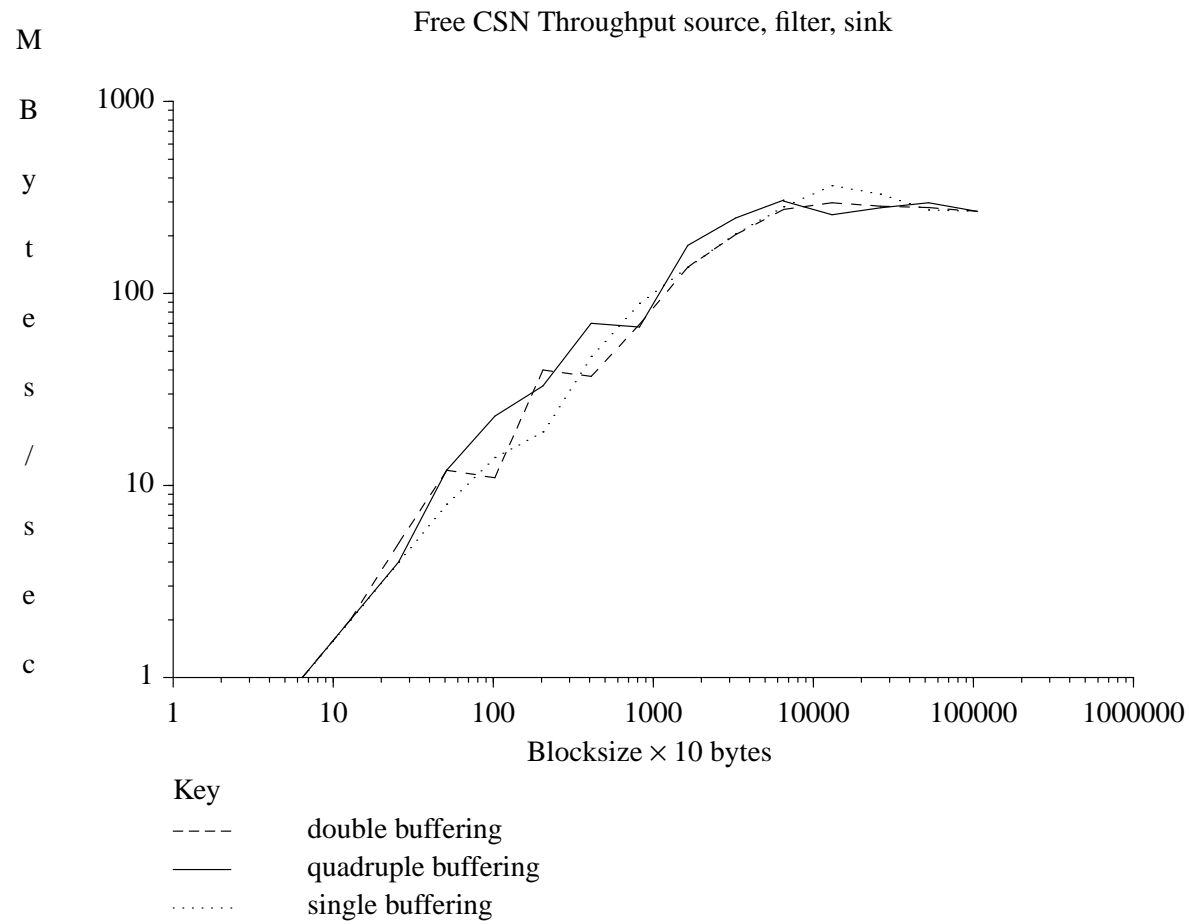 Free CSN Throughput source, filter, sink
M
B
y
t
e
s
/
s
e
c
1000
100
10
1
1 10 100 1000 10000 100000 1000000
Blocksize × 10 bytes
Key
double buffering
quadruple buffering
single buffering